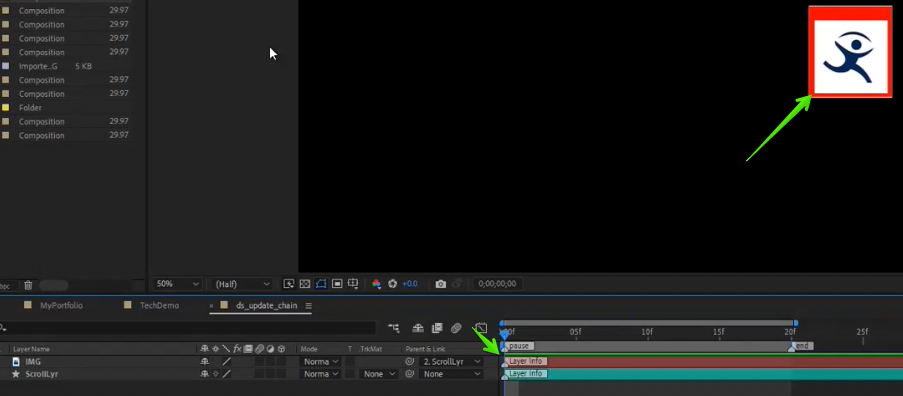 Composition 29.97
Composition 29.97
Composition 29.97
Composition 29.97
Importe...G 5 KB
Composition 29.97
Composition 29.97
Folder
Composition 29.97
Composition 29.97
bpc
50% (Half) +0.0 0;00;00;00
MyPortfolio TechDemo × ds_update_chain
05f 10f 15f 20f 25f
pause end
Layer Name Mode T .TrkMat Parent & Link
IMG Norma 2. ScrollLyr Layer Info
ScrollLyr Norma None None Layer Info